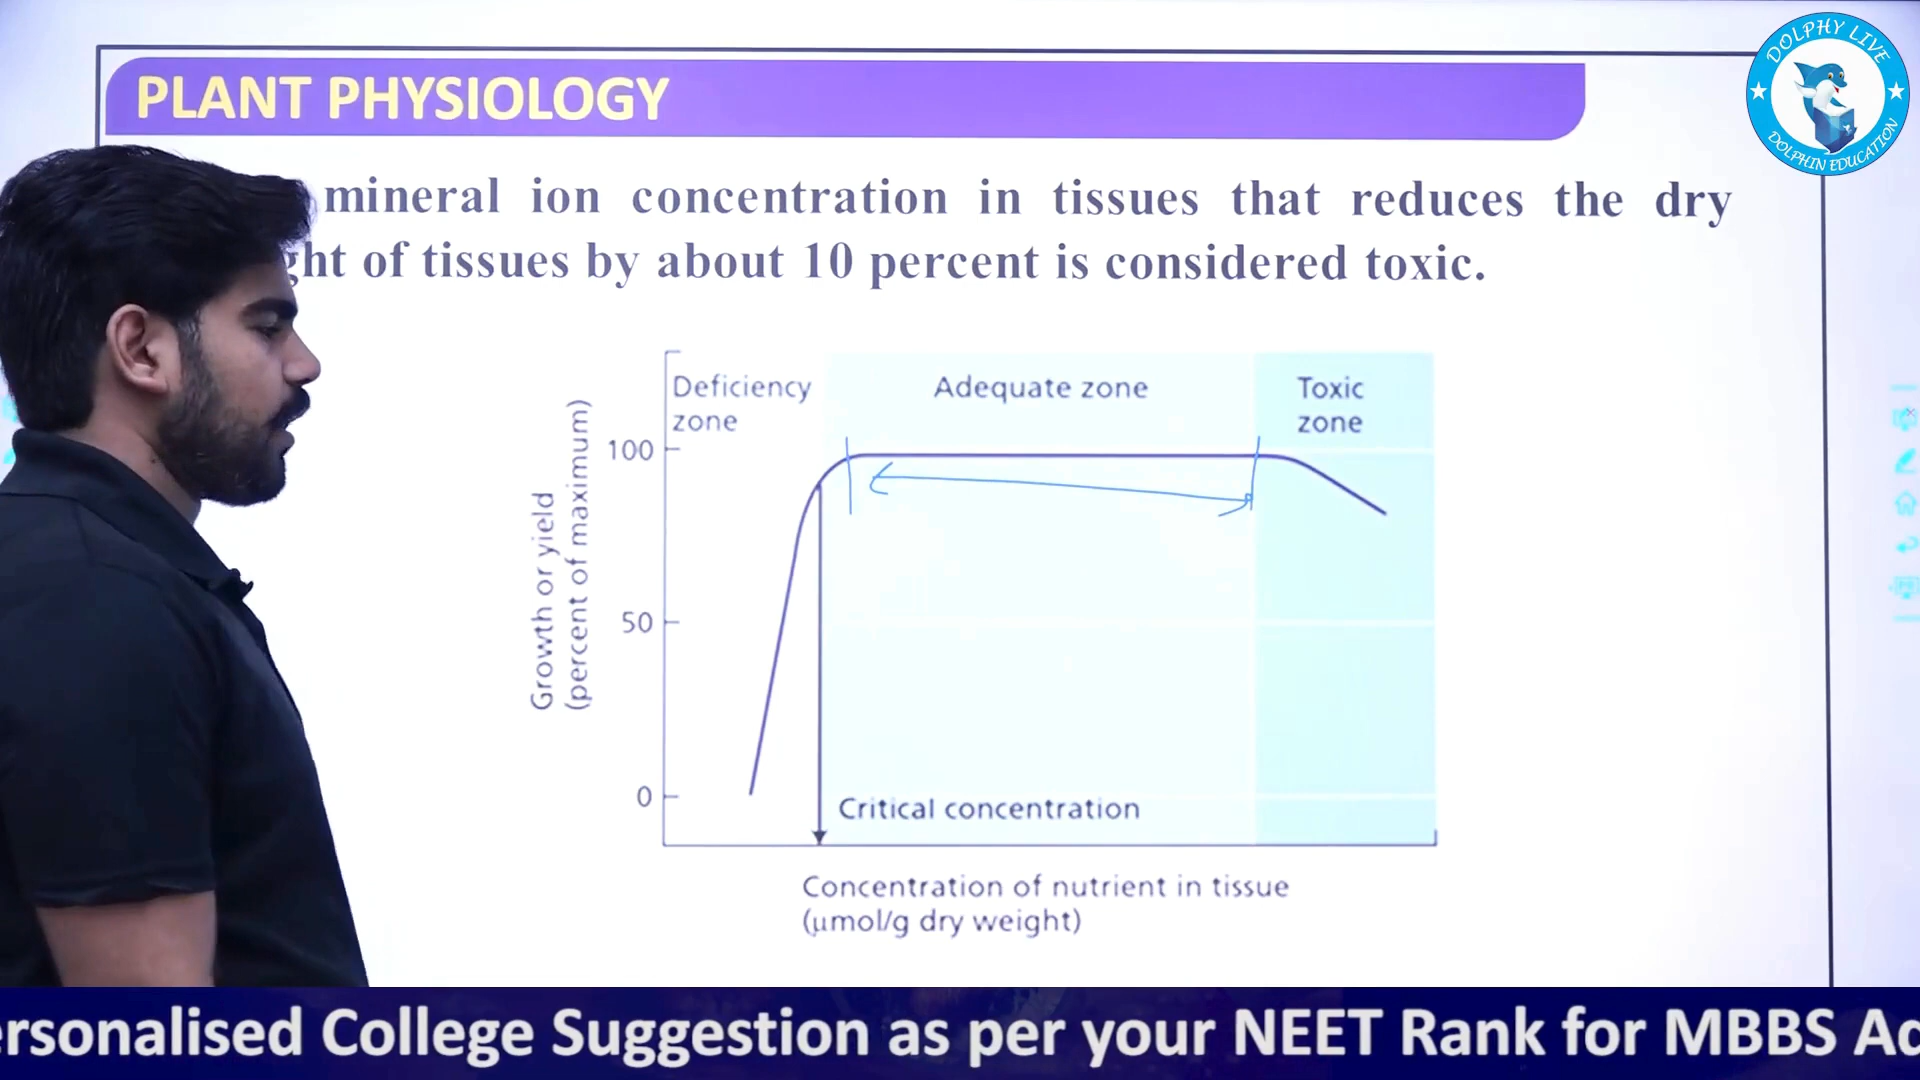 PLANT PHYSIOLOGY
DOLPHY LIVE
DOLPHIN EDUCATION
mineral ion concentration in tissues that reduces the dry
of tissues by about 10 percent is considered toxic.
Deficiency
zone
Adequate zone
Toxic
zone
Growth or yield
(percent of maximum)
100
50
0
Critical concentration
Concentration of nutrient in tissue
(µmol/g dry weight)
College Suggestion as per your NEET Rank for MBBS